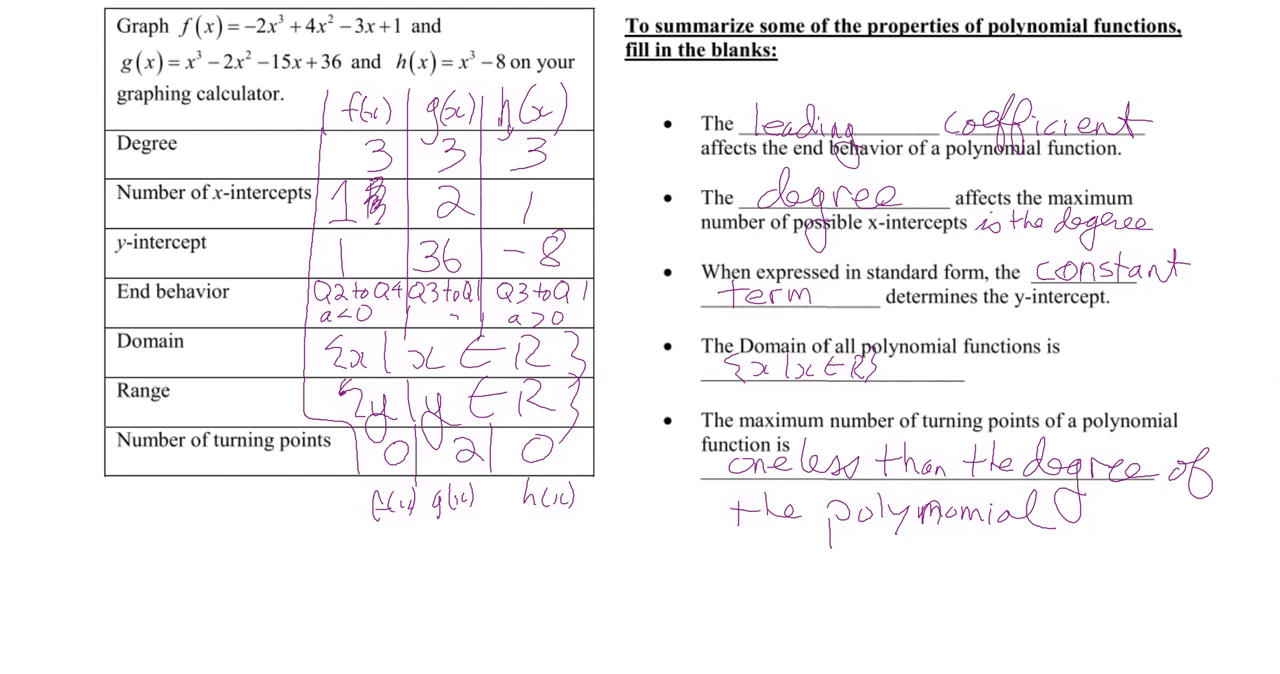 Graph f(x) = −2x³ + 4x² − 3x + 1 and
g(x) = x³ − 2x² − 15x + 36 and h(x) = x³ − 8 on your
graphing calculator.
f(x) g(x) h(x)
Degree 3 3 3
Number of x-intercepts 1 2 1
y-intercept 1 36 −8
End behavior Q2 to Q4 Q3 to Q1 Q3 to Q1
a<0 " a>0
Domain {x | x ∈ R}
Range {y | y ∈ R}
Number of turning points 0 2 0
f(x) g(x) h(x)
To summarize some of the properties of polynomial functions,
fill in the blanks:
• The leading coefficient
affects the end behavior of a polynomial function.
• The degree affects the maximum
number of possible x-intercepts is the degree
• When expressed in standard form, the constant
term determines the y-intercept.
• The Domain of all polynomial functions is
{x | x ∈ R}
• The maximum number of turning points of a polynomial
function is
one less than the degree of
the polynomial